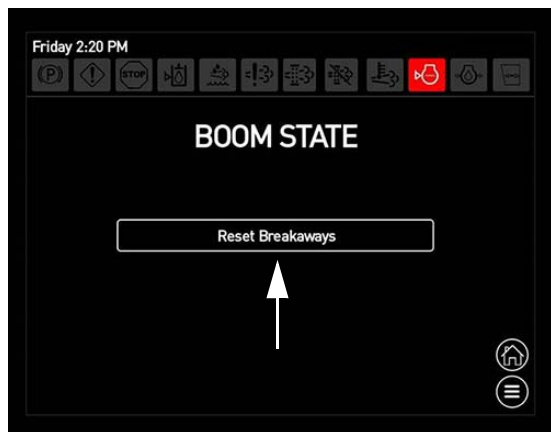 Friday 2:20 PM
(P)
STOP
BOOM STATE
Reset Breakaways